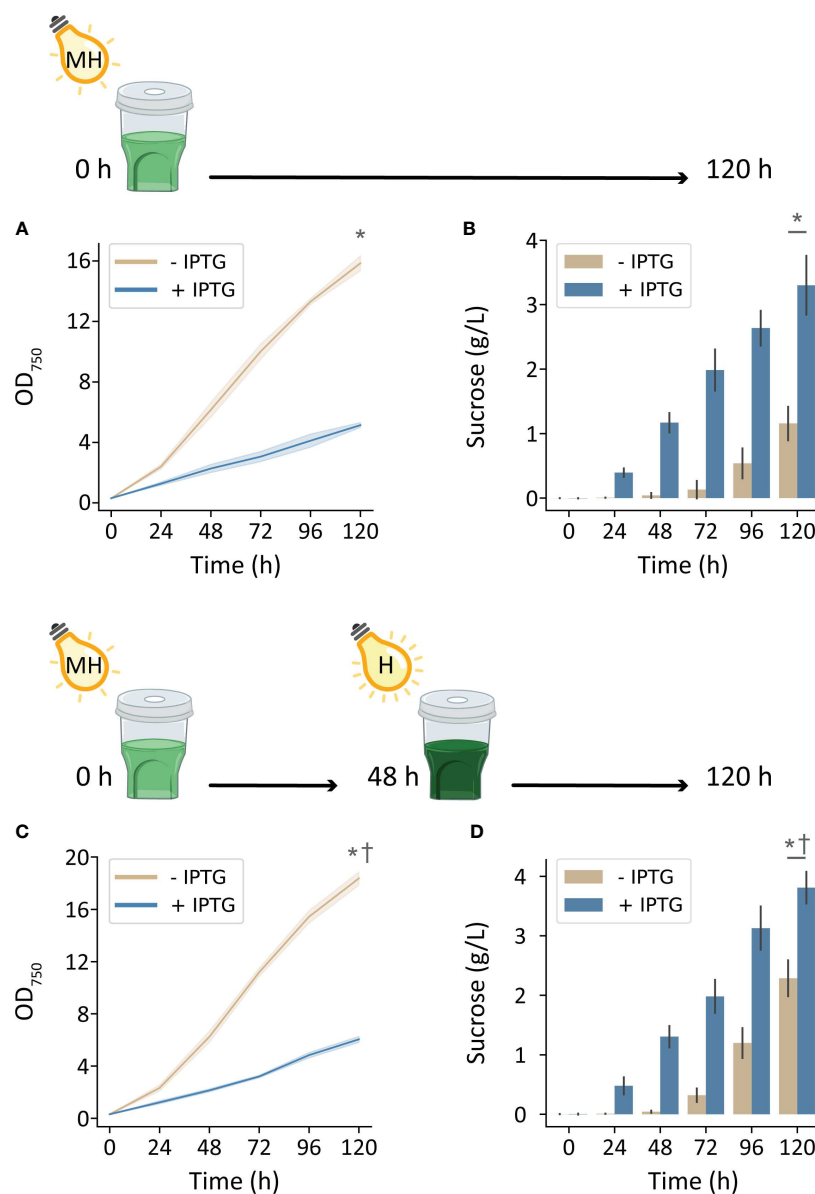 MH
0 h
120 h
A
- IPTG
+ IPTG
*
OD750
16
12
8
4
0
0 24 48 72 96 120
Time (h)
B
- IPTG
+ IPTG
*
Sucrose (g/L)
4
3
2
1
0
0 24 48 72 96 120
Time (h)
MH
H
0 h
48 h
120 h
C
- IPTG
+ IPTG
*†
OD750
20
16
12
8
4
0
0 24 48 72 96 120
Time (h)
D
- IPTG
+ IPTG
*†
Sucrose (g/L)
4
3
2
1
0
0 24 48 72 96 120
Time (h)